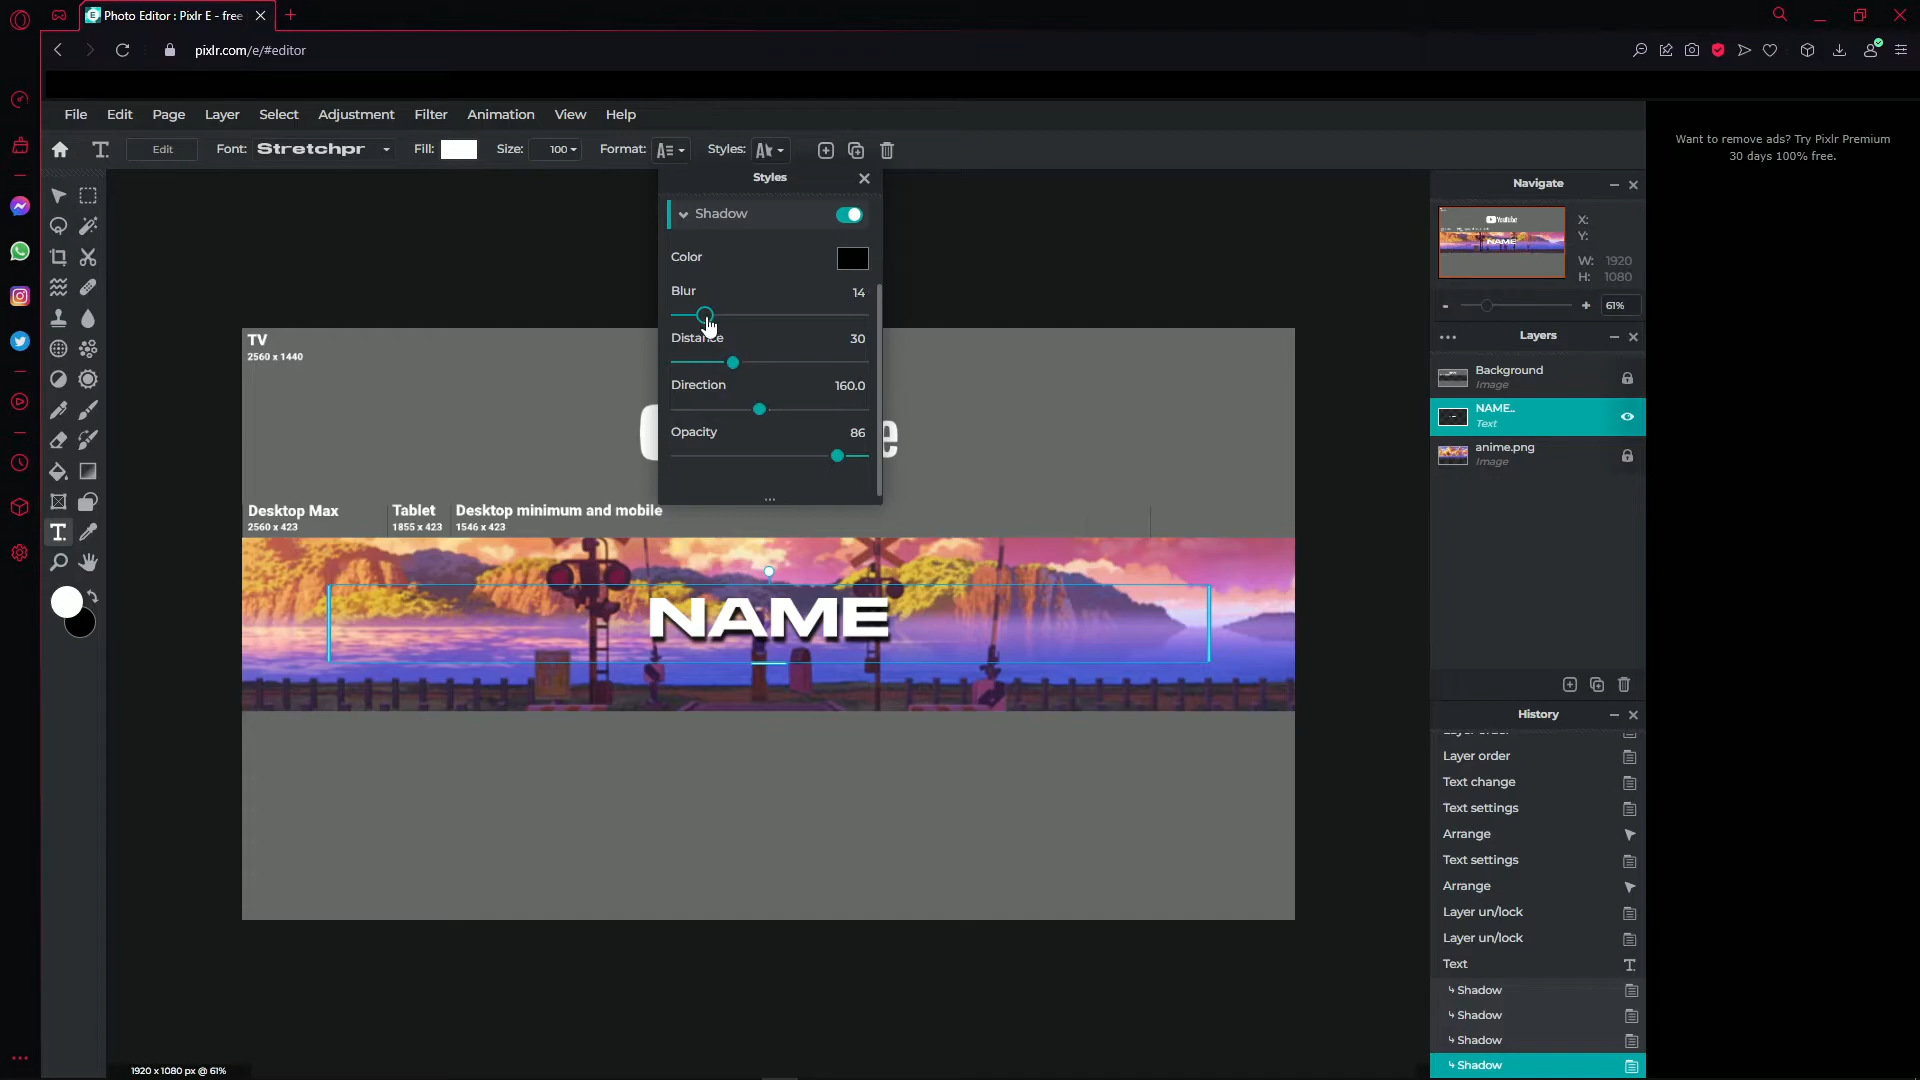 Photo Editor : Pixlr E - free
pixlr.com/e/#editor
File Edit Page Layer Select Adjustment Filter Animation View Help
Edit Font: Stretchpr Fill: Size: 100 Format: Styles:
Want to remove ads? Try Pixlr Premium
30 days 100% free.
Styles
Shadow
Color
Blur 14
Distance 30
Direction 160.0
Opacity 86
TV
2560 x 1440
Desktop Max
2560 x 423
Tablet
1855 x 423
Desktop minimum and mobile
1546 x 423
NAME
Navigate
YouTube
NAME
X:
Y:
W: 1920
H: 1080
61%
Layers
Background
Image
NAME..
Text
anime.png
Image
History
Layer order
Layer order
Text change
Text settings
Arrange
Text settings
Arrange
Layer un/lock
Layer un/lock
Text
Shadow
Shadow
Shadow
Shadow
1920 x 1080 px @ 61%